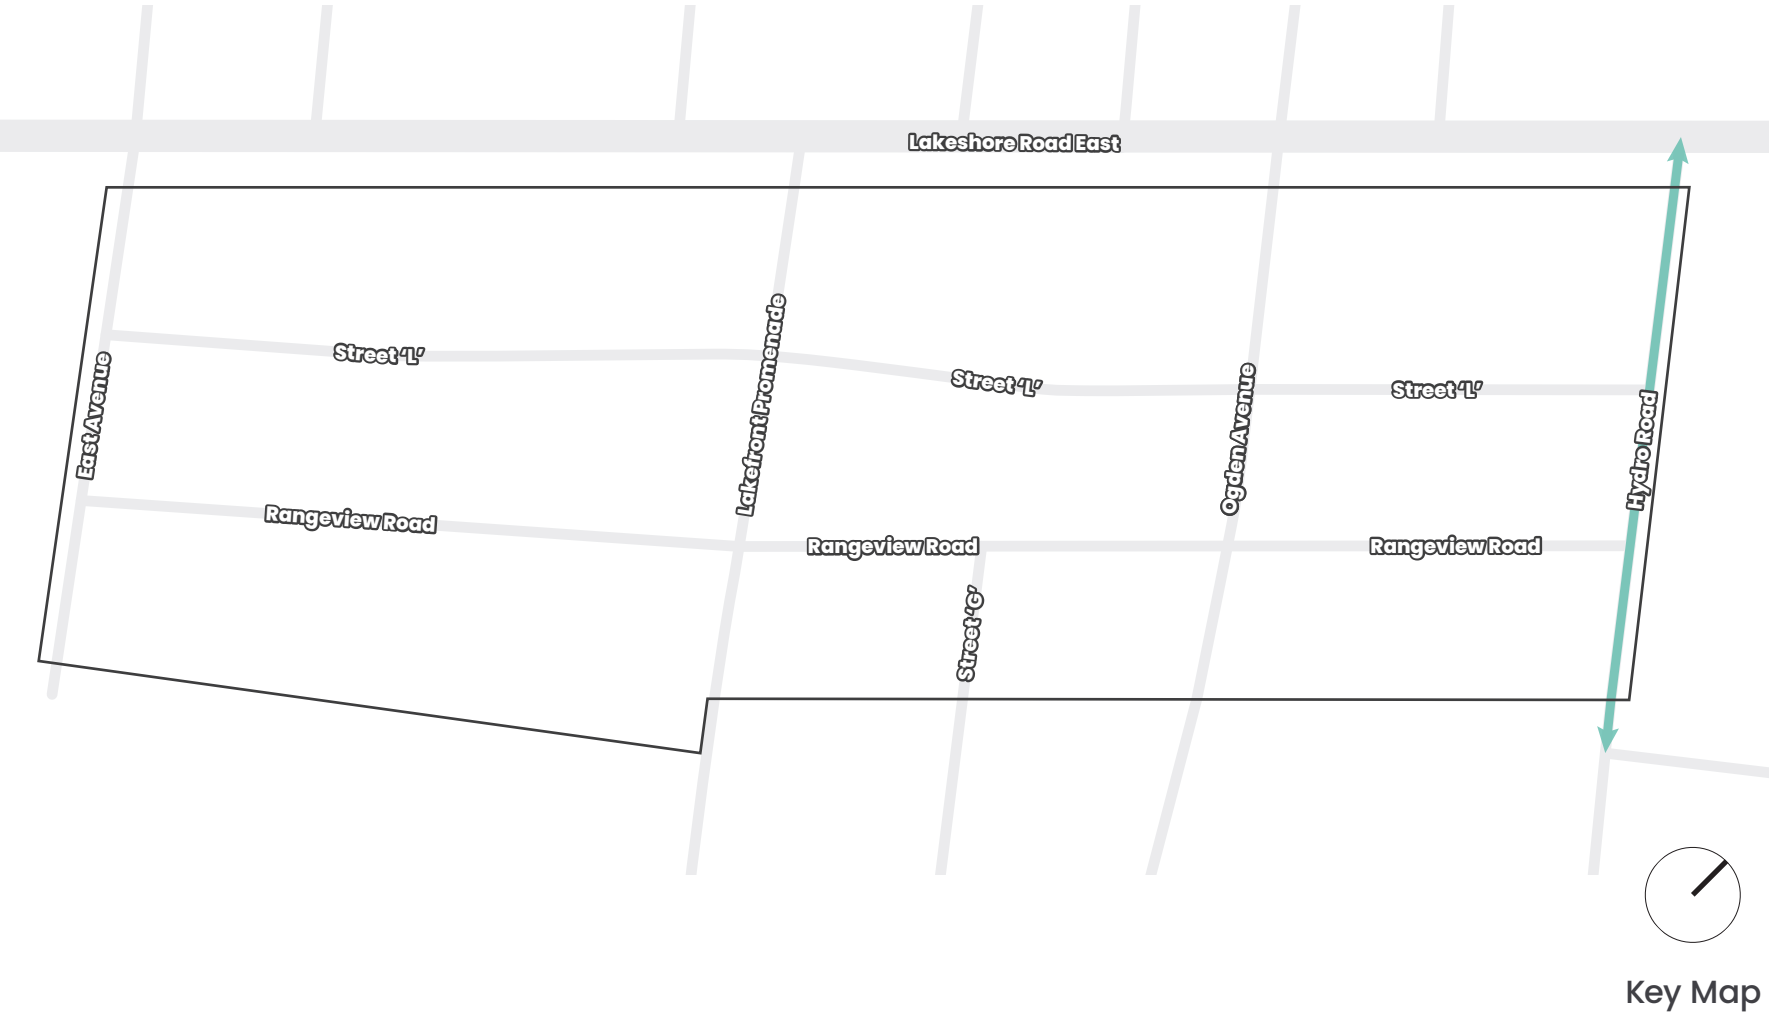 Lakeshore Road East
Street ‘L’
Street ‘L’
Street ‘L’
East Avenue
Lakefront Promenade
Ogden Avenue
Hydro Road
Rangeview Road
Rangeview Road
Rangeview Road
Street ‘G’
Key Map